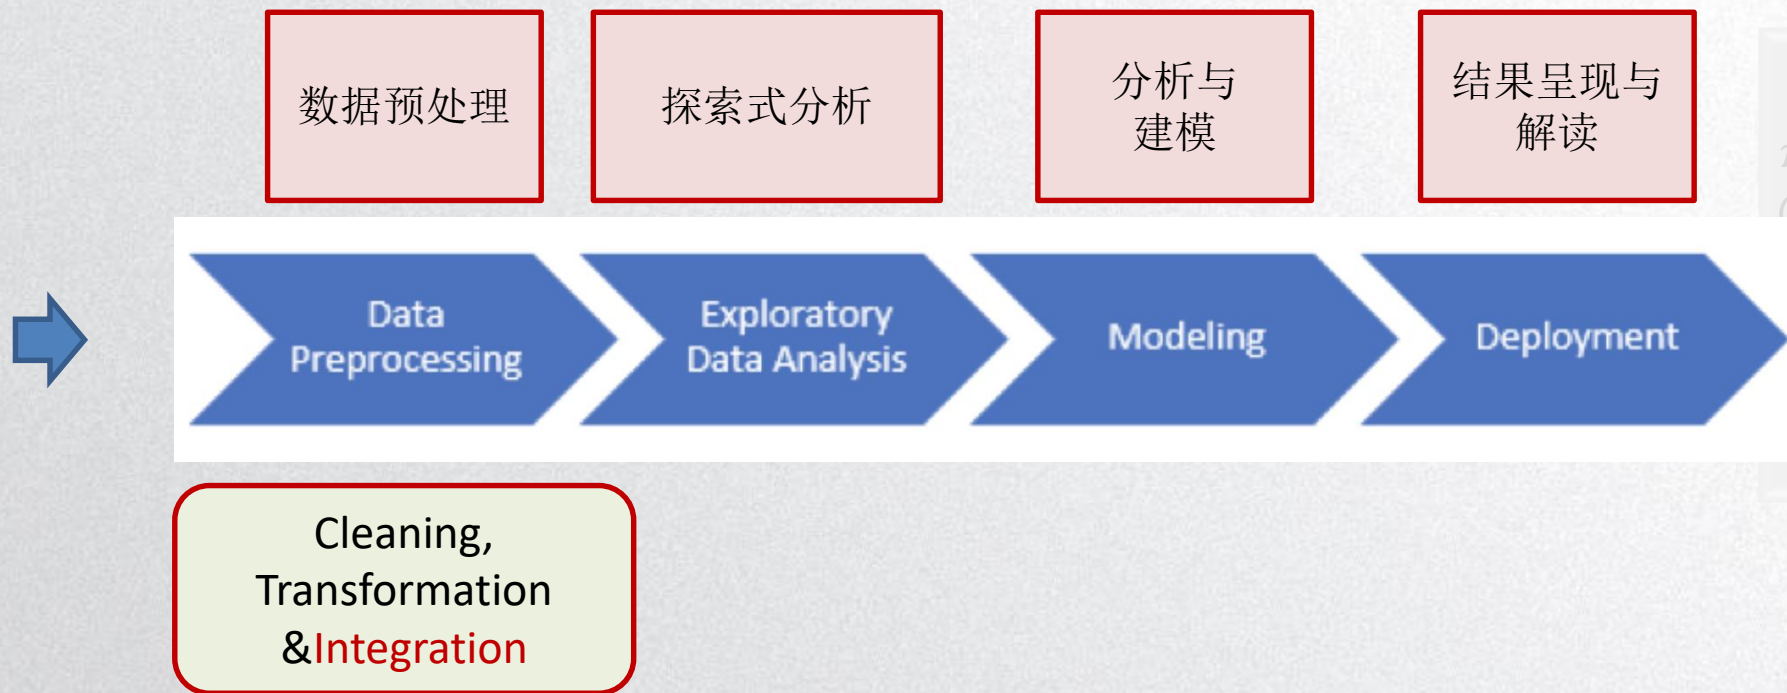 数据预处理
探索式分析
分析与
建模
结果呈现与
解读
Data
Preprocessing
Exploratory
Data Analysis
Modeling
Deployment
Cleaning,
Transformation
&Integration